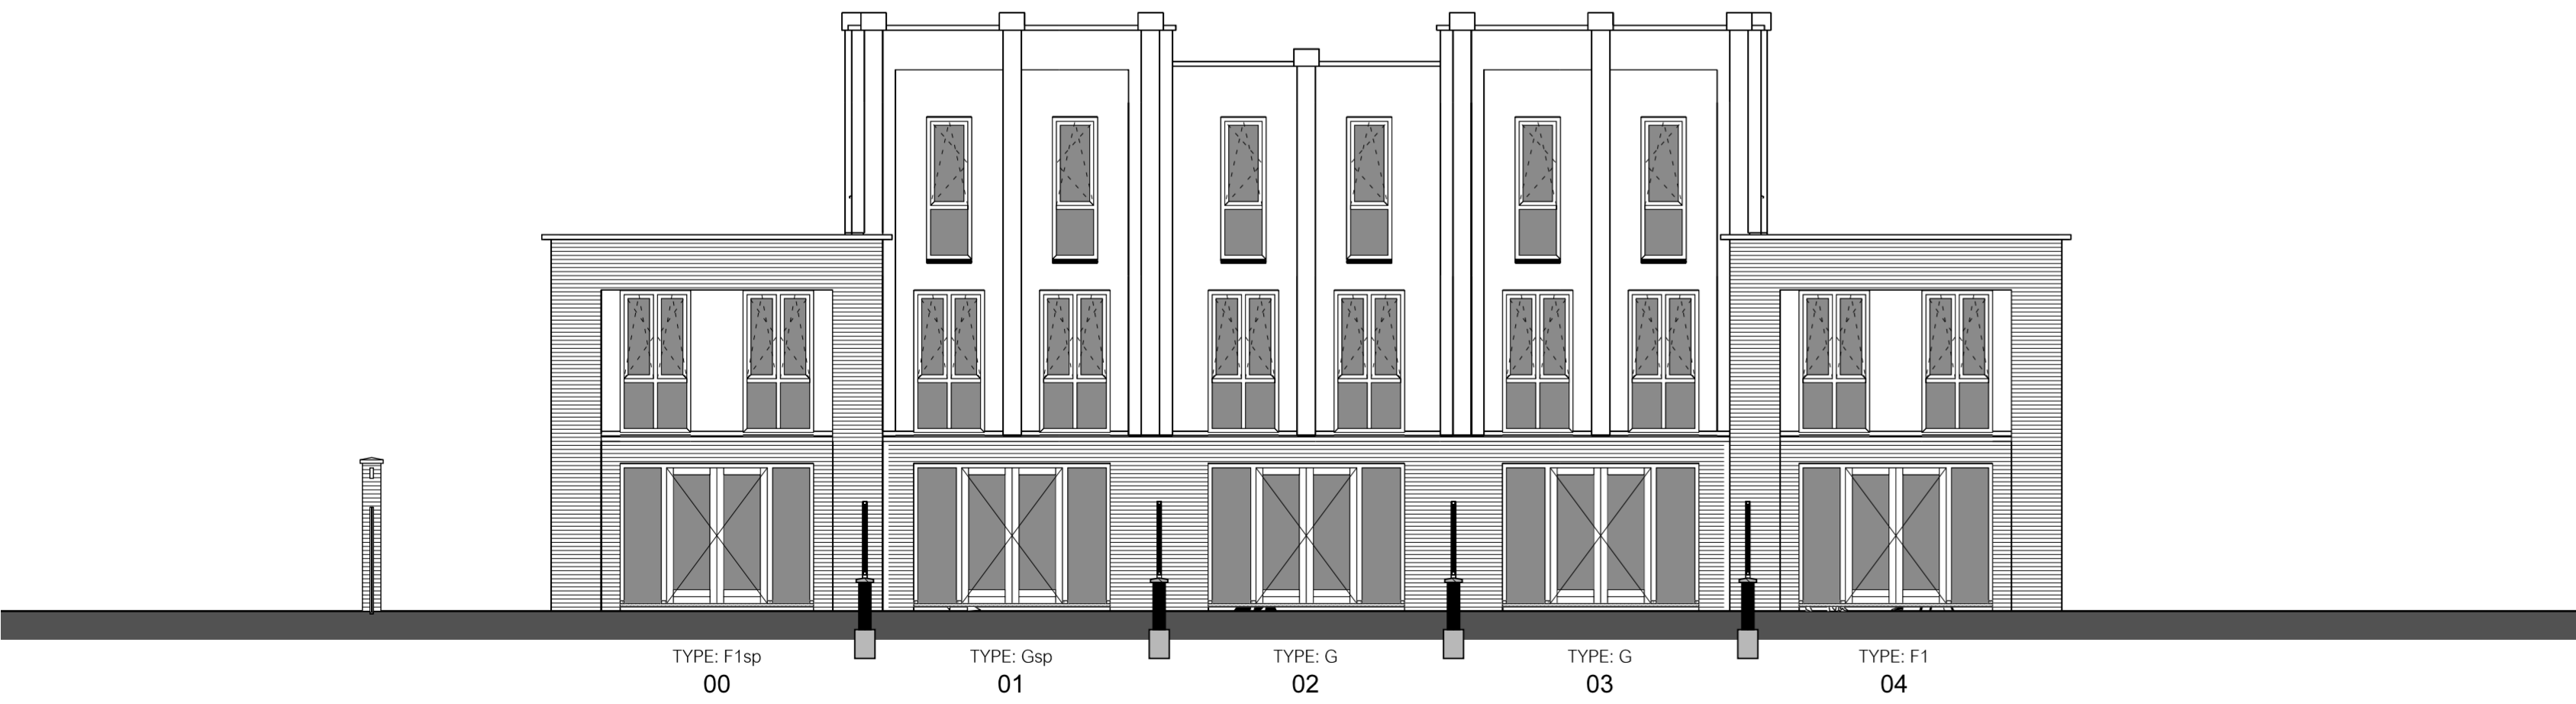 TYPE: F1sp
00
TYPE: Gsp
01
TYPE: G
02
TYPE: G
03
TYPE: F1
04